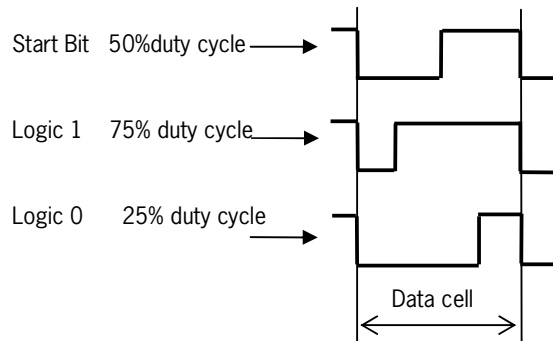 Start Bit 50%duty cycle
Logic 1 75% duty cycle
Logic 0 25% duty cycle
Data cell